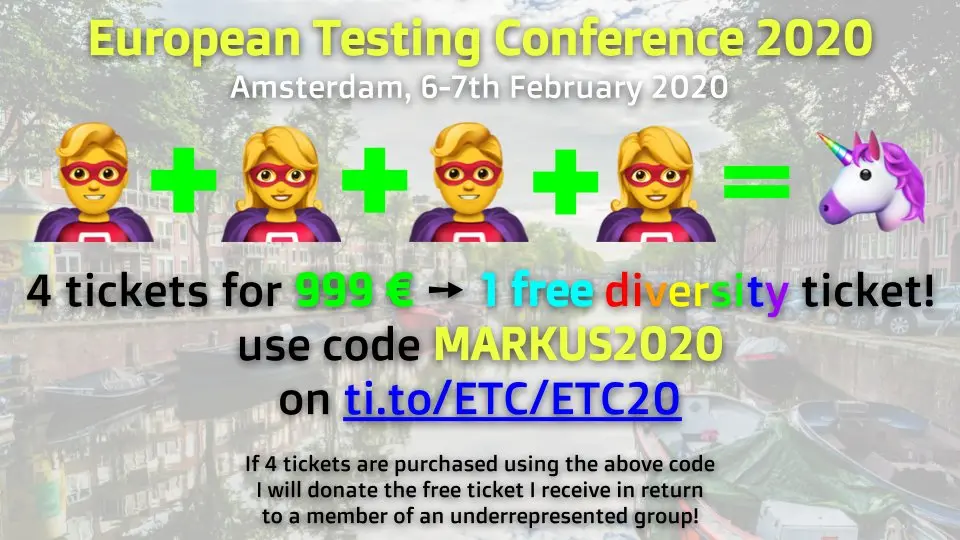 European Testing Conference 2020
Amsterdam, 6-7th February 2020
4 tickets for 999 € → 1 free diversity ticket!
use code MARKUS2020
on ti.to/ETC/ETC20
If 4 tickets are purchased using the above code
I will donate the free ticket I receive in return
to a member of an underrepresented group!